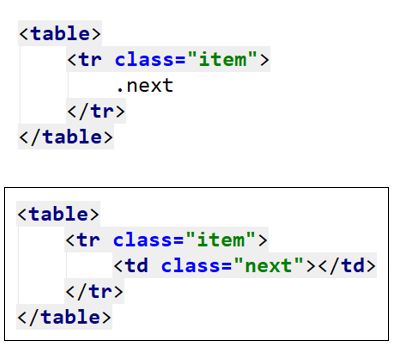 <table>
<tr class="item">
.next
</tr>
</table>
<table>
<tr class="item">
<td class="next"></td>
</tr>
</table>